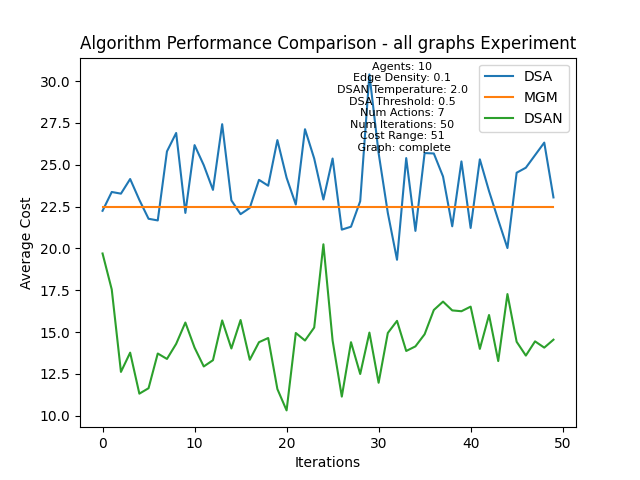 Algorithm Performance Comparison - all graphs Experiment
Agents: 10
Edge Density: 0.1
DSAN Temperature: 2.0
DSA Threshold: 0.5
Num Actions: 7
Num Iterations: 50
Cost Range: 51
Graph: complete
DSA
MGM
DSAN
Average Cost
30.0
27.5
25.0
22.5
20.0
17.5
15.0
12.5
10.0
0 10 20 30 40 50
Iterations